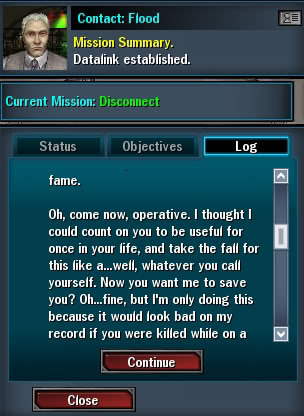 Contact: Flood
Mission Summary.
Datalink established.
Current Mission: Disconnect
Status
Objectives
Log
fame.
Oh, come now, operative. I thought I
could count on you to be useful for
once in your life, and take the fall for
this like a...well, whatever you call
yourself. Now you want me to save
you? Oh...fine, but I'm only doing this
because it would look bad on my
record if you were killed while on a
Continue
Close